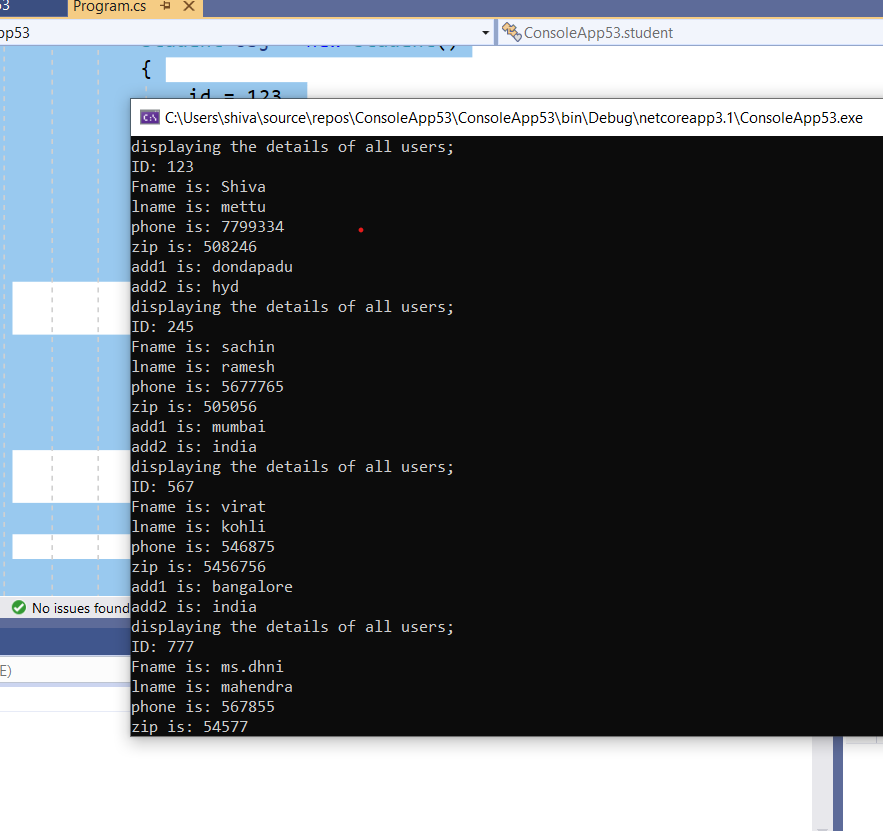 53
Program.cs
pp53
ConsoleApp53.student
{
id = 123
C:\Users\shiva\source\repos\ConsoleApp53\ConsoleApp53\bin\Debug\netcoreapp3.1\ConsoleApp53.exe
displaying the details of all users;
ID: 123
Fname is: Shiva
lname is: mettu
phone is: 7799334
zip is: 508246
add1 is: dondapadu
add2 is: hyd
displaying the details of all users;
ID: 245
Fname is: sachin
lname is: ramesh
phone is: 5677765
zip is: 505056
add1 is: mumbai
add2 is: india
displaying the details of all users;
ID: 567
Fname is: virat
lname is: kohli
phone is: 546875
zip is: 5456756
add1 is: bangalore
add2 is: india
No issues found
displaying the details of all users;
ID: 777
Fname is: ms.dhni
lname is: mahendra
E)
phone is: 567855
zip is: 54577